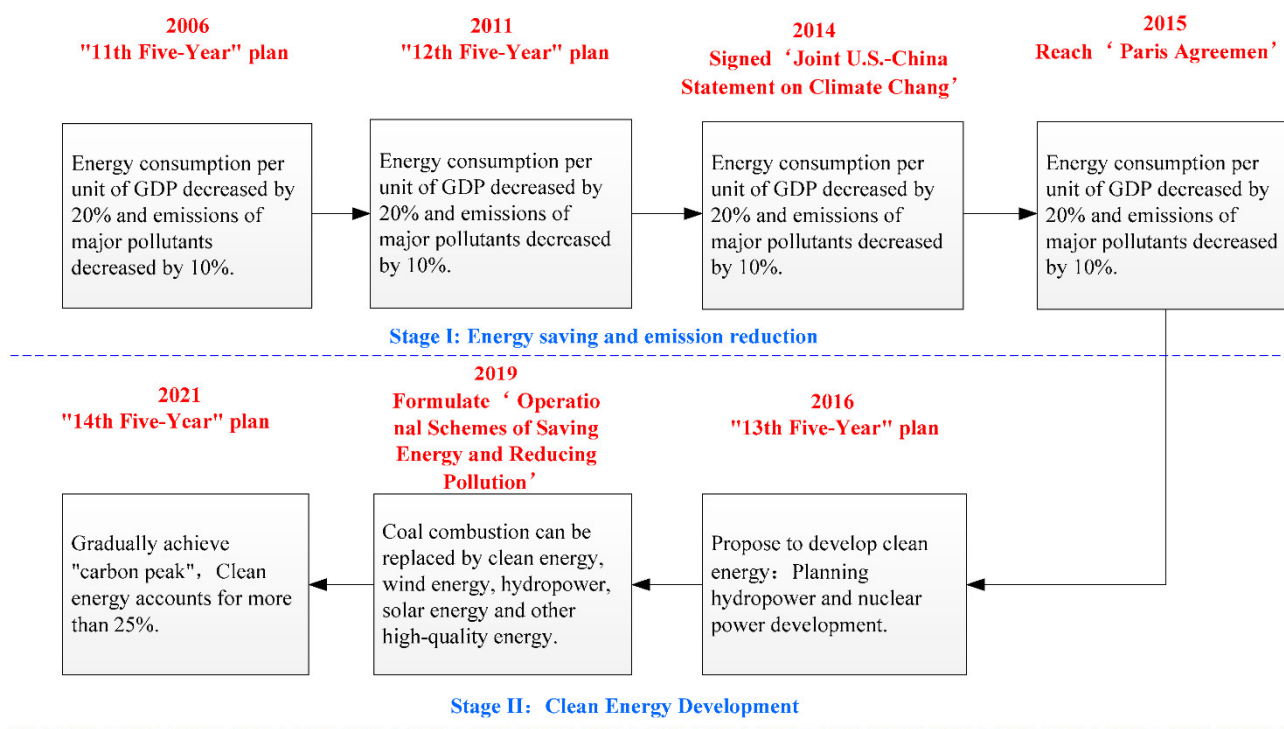 2006
"11th Five-Year" plan
2011
"12th Five-Year" plan
2014
Signed‘Joint U.S.-China
Statement on Climate Chang’
2015
Reach‘Paris Agreemen’
Energy consumption per
unit of GDP decreased by
20% and emissions of
major pollutants
decreased by 10%.
Energy consumption per
unit of GDP decreased by
20% and emissions of
major pollutants decreased
by 10%.
Energy consumption per
unit of GDP decreased by
20% and emissions of
major pollutants decreased
by 10%.
Energy consumption per
unit of GDP decreased by
20% and emissions of
major pollutants decreased by
10%.
Stage I: Energy saving and emission reduction
2016
"13th Five-Year" plan
2019
Formulate‘Operatio
nal Schemes of Saving
Energy and Reducing
Pollution’
2021
"14th Five-Year" plan
Propose to develop clean
energy：Planning
hydropower and nuclear
power development.
Coal combustion can be
replaced by clean energy,
wind energy, hydropower,
solar energy and other
high-quality energy.
Gradually achieve
"carbon peak"，Clean
energy accounts for more
than 25%.
Stage II：Clean Energy Development